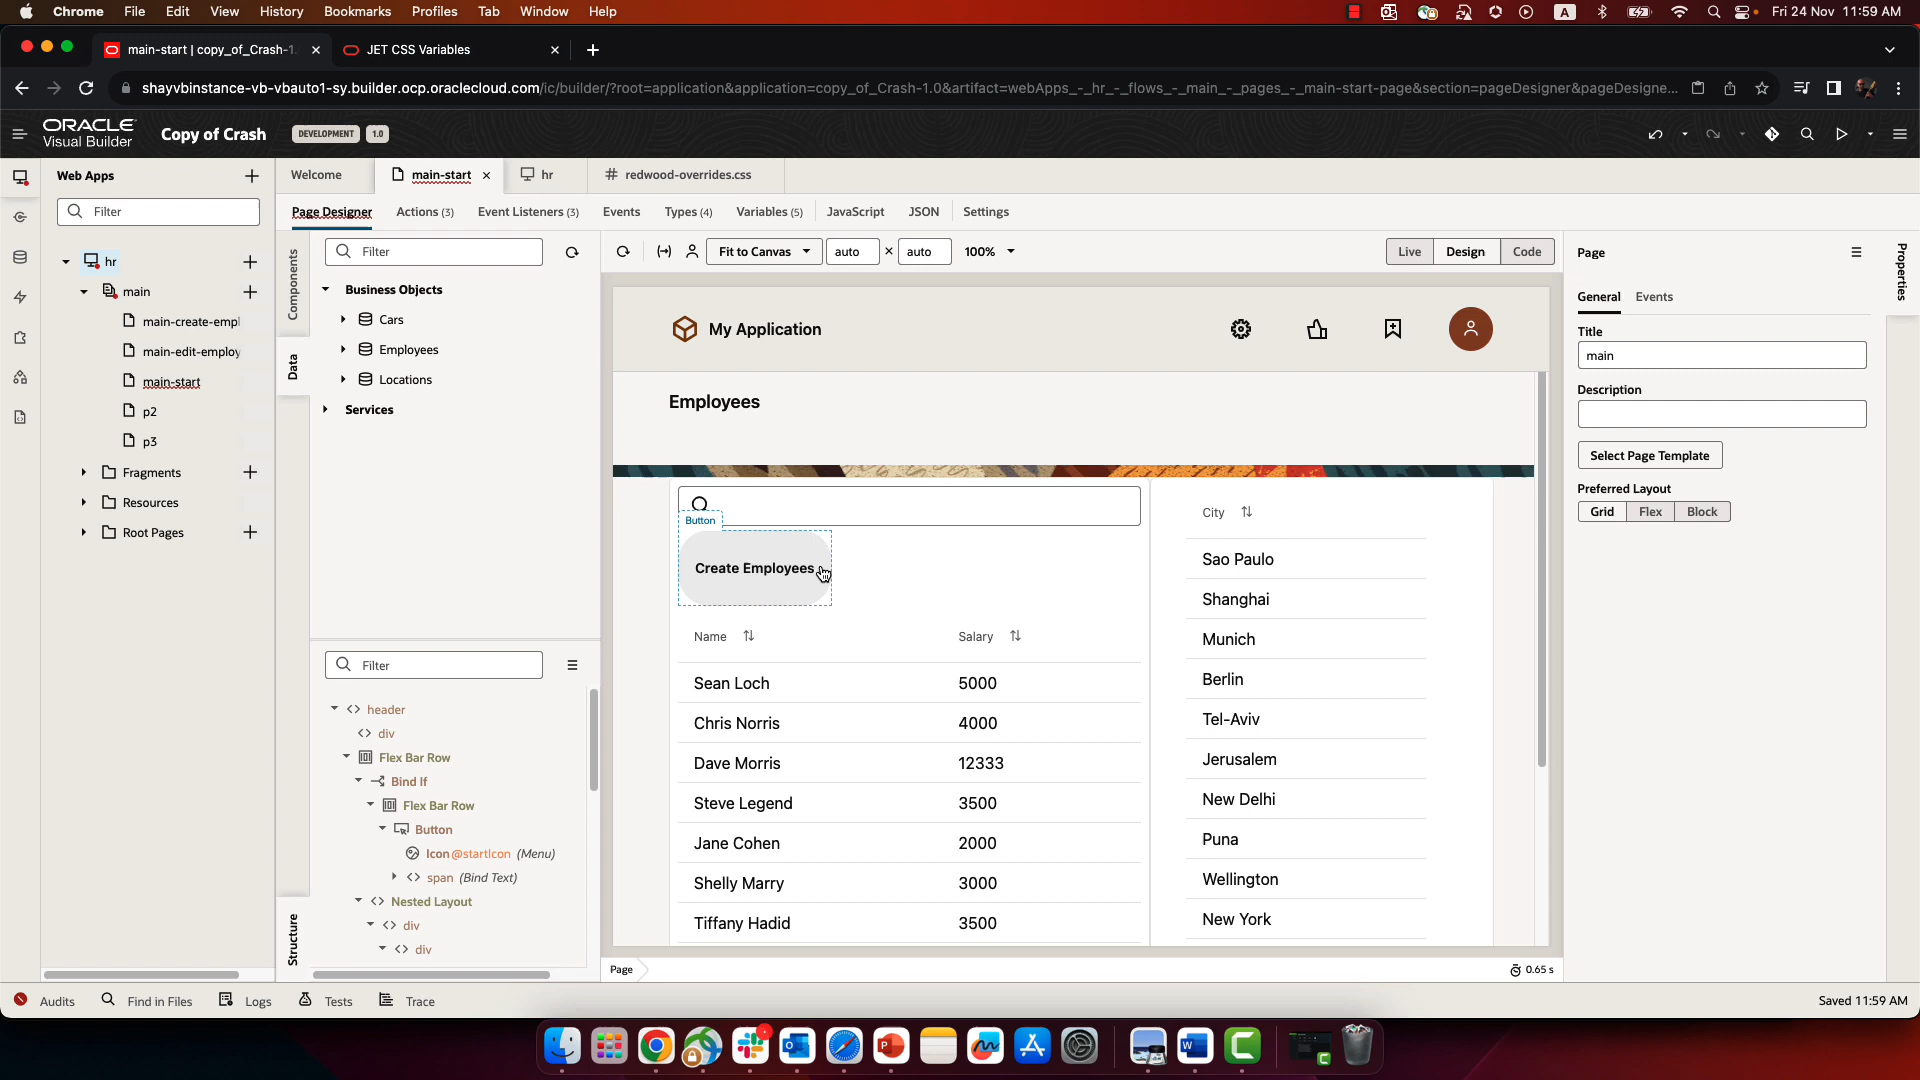 Chrome File Edit View History Bookmarks Profiles Tab Window Help
A
Fri 24 Nov 11:59 AM
main-start | copy_of_Crash-1.
JET CSS Variables
shayvbinstance-vb-vbauto1-sy.builder.ocp.oraclecloud.com/ic/builder/?root=application&application=copy_of_Crash-1.0&artifact=webApps_-_hr_-_flows_-_main_-_pages_-_main-start-page&section=pageDesigner&pageDesigne...
ORACLE
Visual Builder
Copy of Crash
DEVELOPMENT
1.0
Web Apps
Welcome
main-start
hr
# redwood-overrides.css
Filter
Page Designer
Actions (3)
Event Listeners (3)
Events
Types (4)
Variables (5)
JavaScript
JSON
Settings
hr
main
main-create-empl
main-edit-employ
main-start
p2
p3
Fragments
Resources
Root Pages
Components
Data
Structure
Filter
Business Objects
Cars
Employees
Locations
Services
Filter
header
div
Flex Bar Row
Bind If
Flex Bar Row
Button
Icon@startIcon (Menu)
span (Bind Text)
Nested Layout
div
div
Fit to Canvas
auto × auto
100%
Live
Design
Code
My Application
Employees
Button
Create Employees
Name
Salary
Sean Loch 5000
Chris Norris 4000
Dave Morris 12333
Steve Legend 3500
Jane Cohen 2000
Shelly Marry 3000
Tiffany Hadid 3500
City
Sao Paulo
Shanghai
Munich
Berlin
Tel-Aviv
Jerusalem
New Delhi
Puna
Wellington
New York
Page
0.65 s
Page
Properties
General
Events
Title
main
Description
Select Page Template
Preferred Layout
Grid
Flex
Block
Audits
Find in Files
Logs
Tests
Trace
Saved 11:59 AM